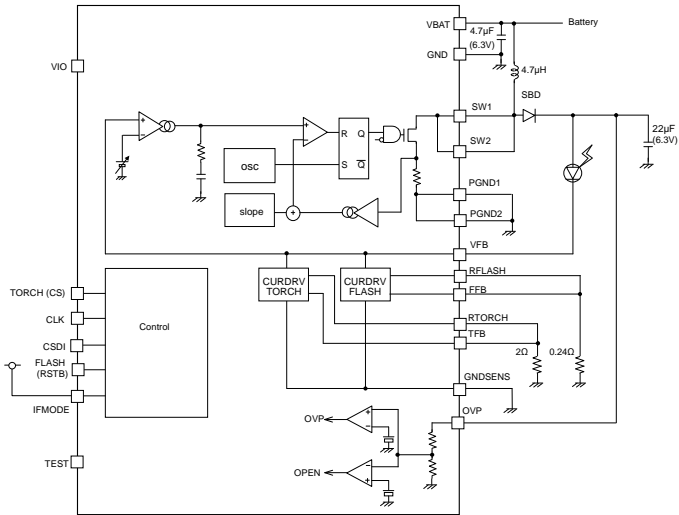 VBAT
Battery
4.7μF
(6.3V)
GND
VIO
4.7μH
SBD
SW1
22μF
(6.3V)
SW2
+
−
+
−
R
Q
S
Q
osc
slope
+
PGND1
PGND2
VFB
CURDRV
TORCH
CURDRV
FLASH
RFLASH
FFB
RTORCH
TFB
2Ω
0.24Ω
GNDSENS
TORCH (CS)
CLK
CSDI
FLASH
(RSTB)
IFMODE
Control
OVP
OVP
+
−
OPEN
−
+
TEST